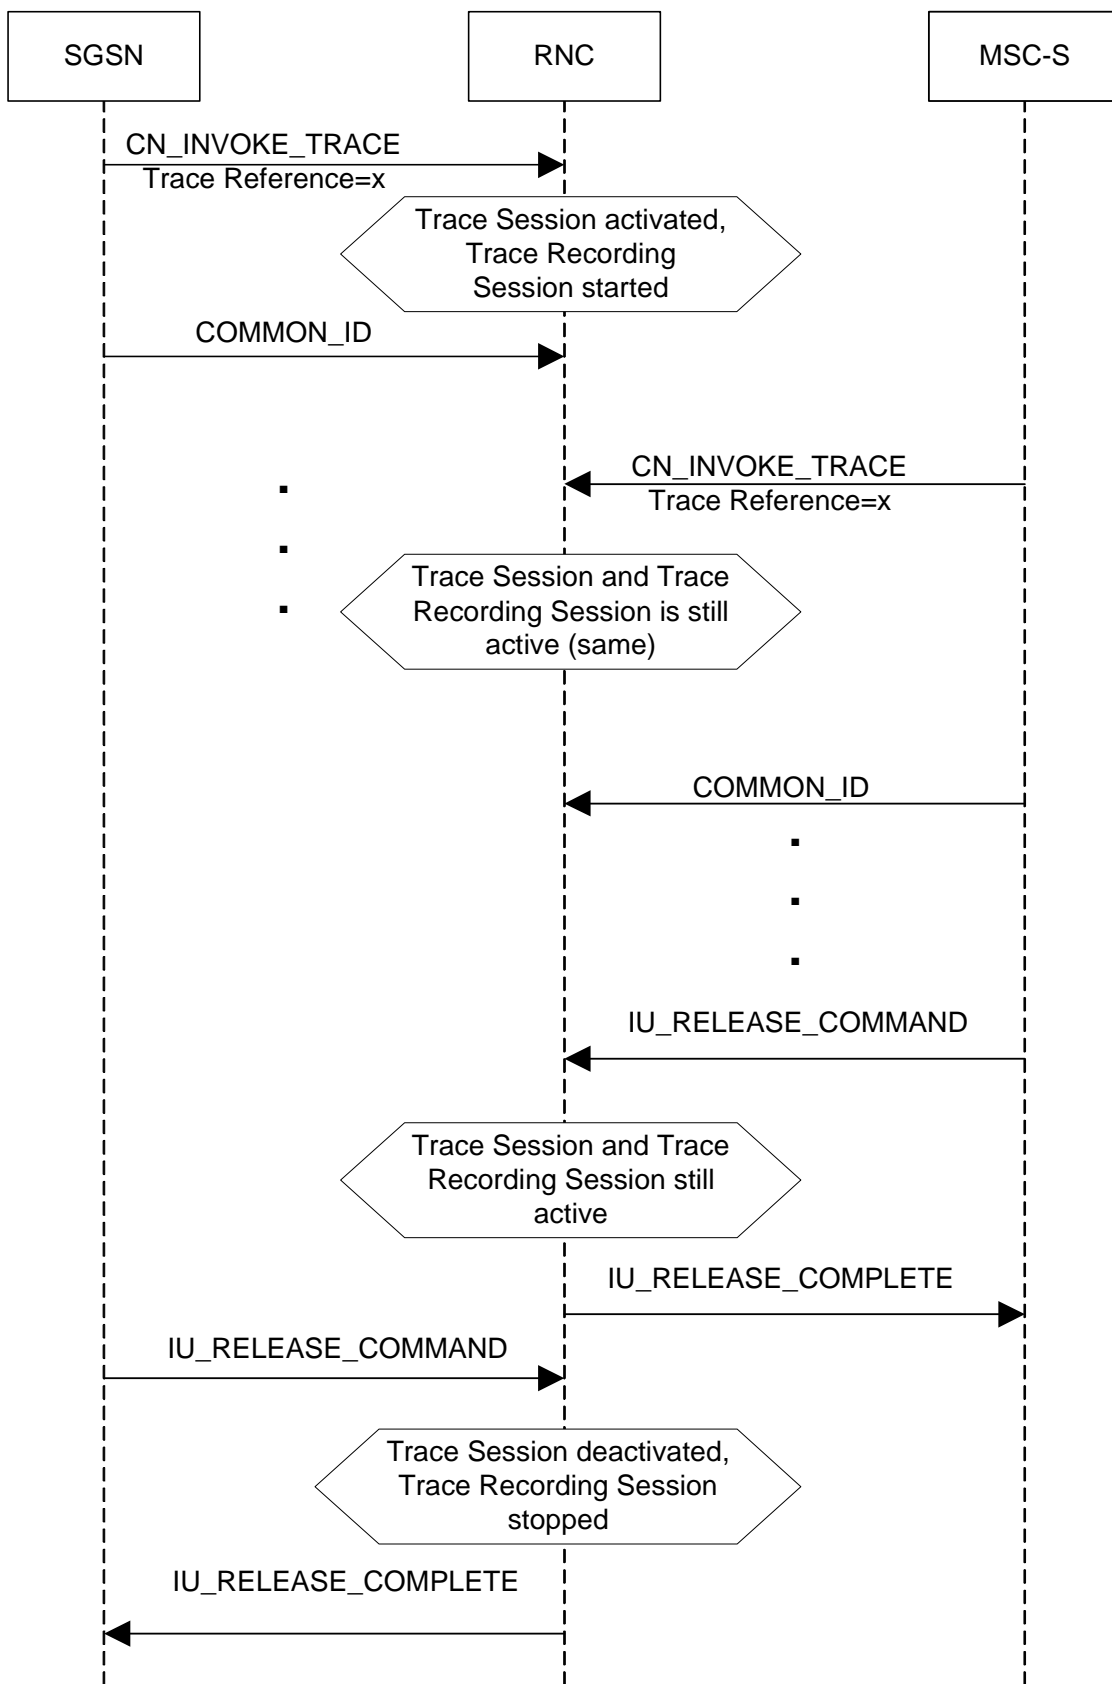 SGSN
RNC
MSC-S
CN_INVOKE_TRACE
Trace Reference=x
Trace Session activated,
Trace Recording
Session started
COMMON_ID
CN_INVOKE_TRACE
Trace Reference=x
Trace Session and Trace
Recording Session is still
active (same)
COMMON_ID
IU_RELEASE_COMMAND
Trace Session and Trace
Recording Session still
active
IU_RELEASE_COMPLETE
IU_RELEASE_COMMAND
Trace Session deactivated,
Trace Recording Session
stopped
IU_RELEASE_COMPLETE